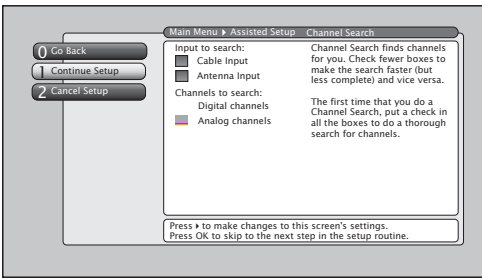 Main Menu ▸ Assisted Setup   Channel Search
0 Go Back
1 Continue Setup
2 Cancel Setup
Input to search:
Cable Input
Antenna Input
Channels to search:
Digital channels
Analog channels
Channel Search finds channels
for you. Check fewer boxes to
make the search faster (but
less complete) and vice versa.
The first time that you do a
Channel Search, put a check in
all the boxes to do a thorough
search for channels.
Press ▸ to make changes to this screen's settings.
Press OK to skip to the next step in the setup routine.